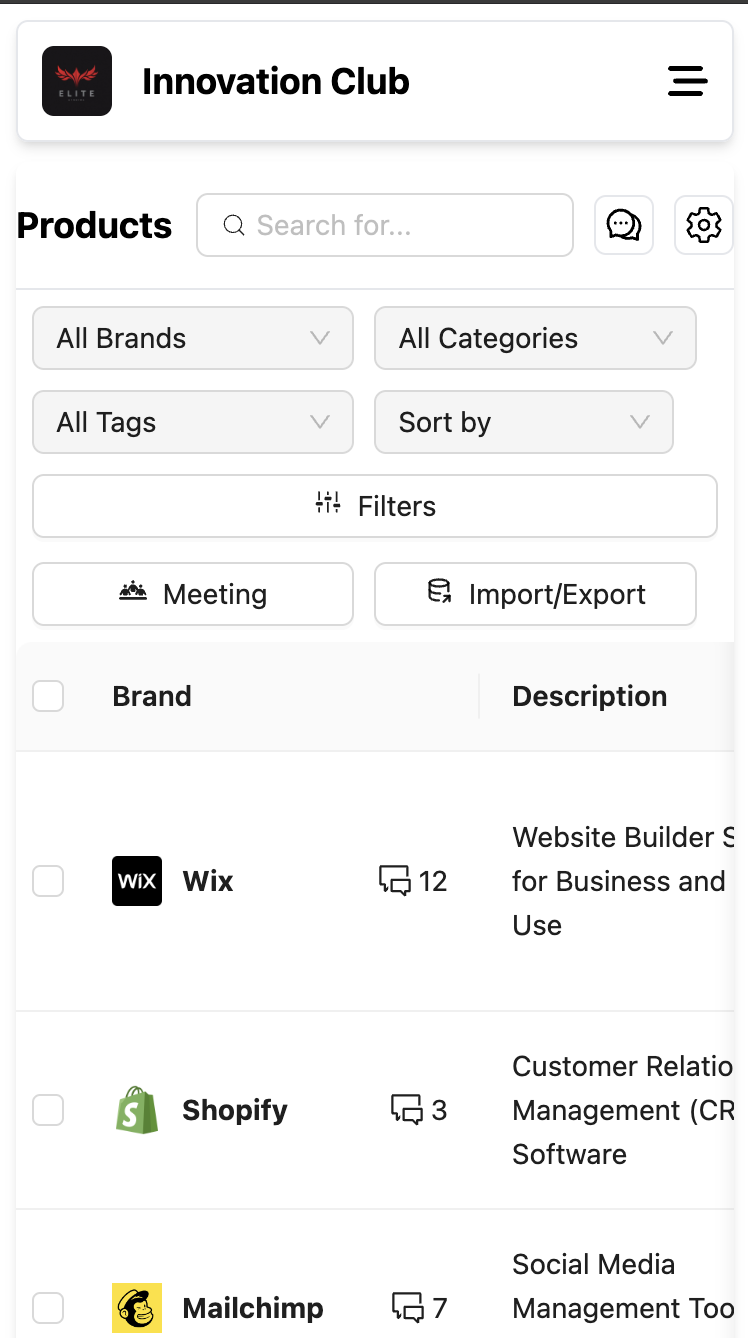 ELITE
Innovation Club
Products
Search for...
All Brands
All Categories
All Tags
Sort by
Filters
Meeting
Import/Export
Brand
Description
WiX
Wix
12
Website Builder S
for Business and
Use
Shopify
3
Customer Relatio
Management (CR
Software
Mailchimp
7
Social Media
Management Too